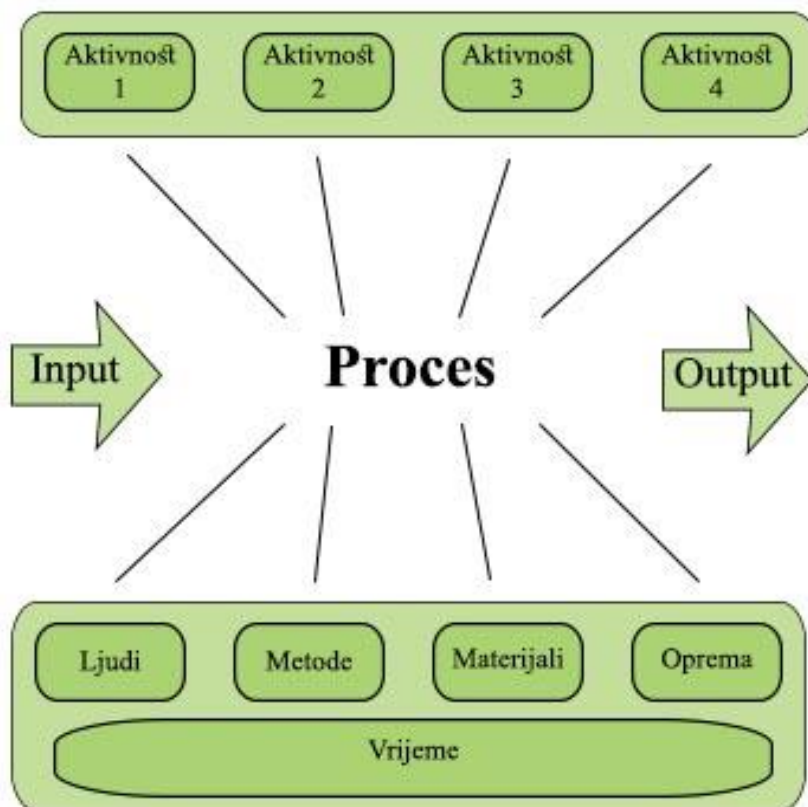 Aktivnost
1
Aktivnost
2
Aktivnost
3
Aktivnost
4
Input
Proces
Output
Ljudi
Metode
Materijali
Oprema
Vrijeme